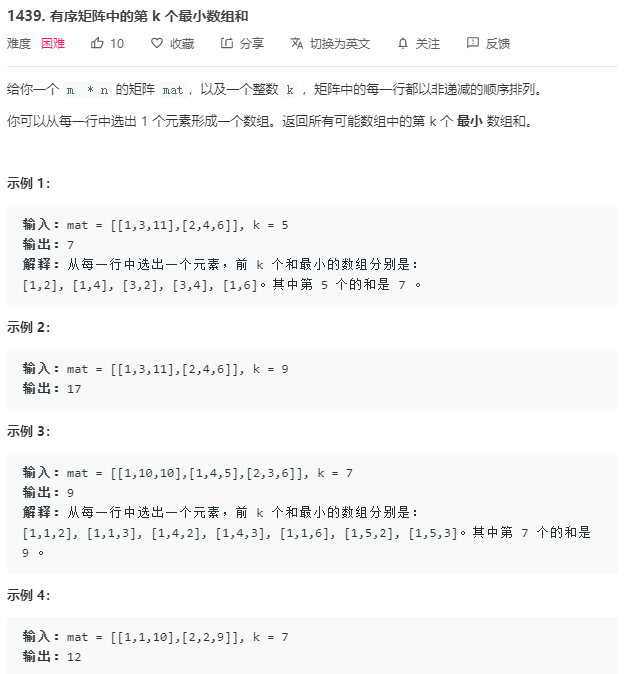 1439. 有序矩阵中的第 k 个最小数组和
难度 困难 10 收藏 分享 切换为英文 关注 反馈
给你一个 m * n 的矩阵 mat，以及一个整数 k ，矩阵中的每一行都以非递减的顺序排列。
你可以从每一行中选出 1 个元素形成一个数组。返回所有可能数组中的第 k 个 最小 数组和。
示例 1：
输入：mat = [[1,3,11],[2,4,6]], k = 5
输出：7
解释：从每一行中选出一个元素，前 k 个和最小的数组分别是：
[1,2], [1,4], [3,2], [3,4], [1,6]。其中第 5 个的和是 7 。
示例 2：
输入：mat = [[1,3,11],[2,4,6]], k = 9
输出：17
示例 3：
输入：mat = [[1,10,10],[1,4,5],[2,3,6]], k = 7
输出：9
解释：从每一行中选出一个元素，前 k 个和最小的数组分别是：
[1,1,2], [1,1,3], [1,4,2], [1,4,3], [1,1,6], [1,5,2], [1,5,3]。其中第 7 个的和是
9 。
示例 4：
输入：mat = [[1,1,10],[2,2,9]], k = 7
输出：12